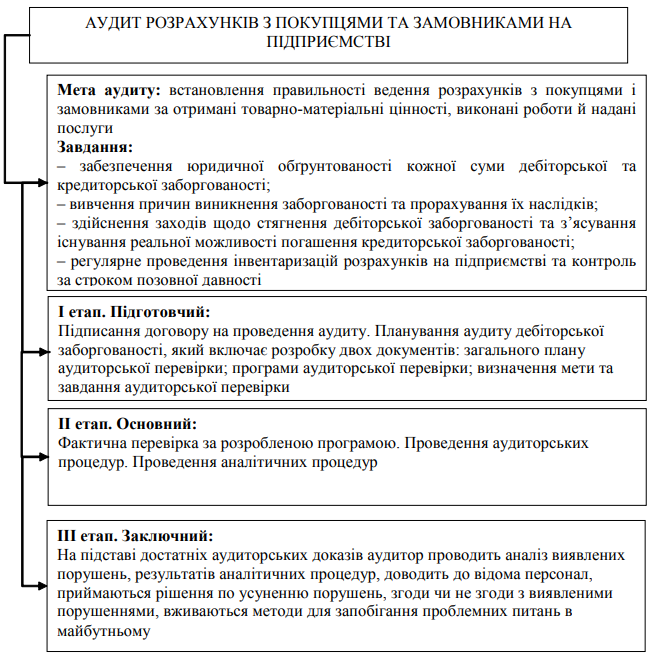 АУДИТ РОЗРАХУНКІВ З ПОКУПЦЯМИ ТА ЗАМОВНИКАМИ НА
ПІДПРИЄМСТВІ
Мета аудиту: встановлення правильності ведення розрахунків з покупцями і
замовниками за отримані товарно-матеріальні цінності, виконані роботи й надані
послуги
Завдання:
– забезпечення юридичної обґрунтованості кожної суми дебіторської та
кредиторської заборгованості;
– вивчення причин виникнення заборгованості та прорахування їх наслідків;
– здійснення заходів щодо стягнення дебіторської заборгованості та з’ясування
існування реальної можливості погашення кредиторської заборгованості;
– регулярне проведення інвентаризацій розрахунків на підприємстві та контроль
за строком позовної давності
I етап. Підготовчий:
Підписання договору на проведення аудиту. Планування аудиту дебіторської
заборгованості, який включає розробку двох документів: загального плану
аудиторської перевірки; програми аудиторської перевірки; визначення мети та
завдання аудиторської перевірки
II етап. Основний:
Фактична перевірка за розробленою програмою. Проведення аудиторських
процедур. Проведення аналітичних процедур
III етап. Заключний:
На підставі достатніх аудиторських доказів аудитор проводить аналіз виявлених
порушень, результатів аналітичних процедур, доводить до відома персонал,
приймаються рішення по усуненню порушень, згоди чи не згоди з виявленими
порушеннями, вживаються методи для запобігання проблемних питань в
майбутньому